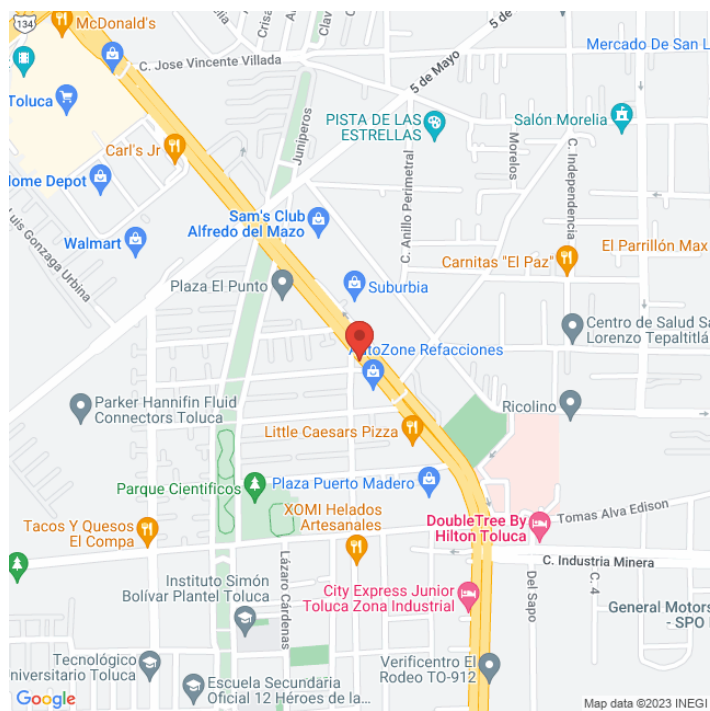 134
McDonald's
Crisa
Clav
C. Jose Vincente Villada
5 de Mayo
5 de
Mercado De San L
Toluca
Juniperos
PISTA DE LAS
ESTRELLAS
Salón Morelia
Carl's Jr
Morelos
C. Independencia
Home Depot
C. Anillo Perimetral
Luis Gonzaga Urbina
Walmart
Sam's Club
Alfredo del Mazo
El Parrillón Max
Carnitas "El Paz"
Plaza El Punto
Suburbia
Centro de Salud Sa
Lorenzo Tepaltitlá
AutoZone Refacciones
Parker Hannifin Fluid
Connectors Toluca
Ricolino
Little Caesars Pizza
Parque Cientificos
Plaza Puerto Madero
XOMI Helados
Artesanales
Tacos Y Quesos
El Compa
DoubleTree By
Hilton Toluca
Tomas Alva Edison
C. Industria Minera
Lázaro Cárdenas
Instituto Simón
Bolívar Plantel Toluca
City Express Junior
Toluca Zona Industrial
Del Sapo
C. 4
General Motors
- SPO
Tecnológico
niversitario Toluca
Escuela Secundaria
Oficial 12 Héroes de la...
Verificentro El
Rodeo TO-912
Google
Map data ©2023 INEGI